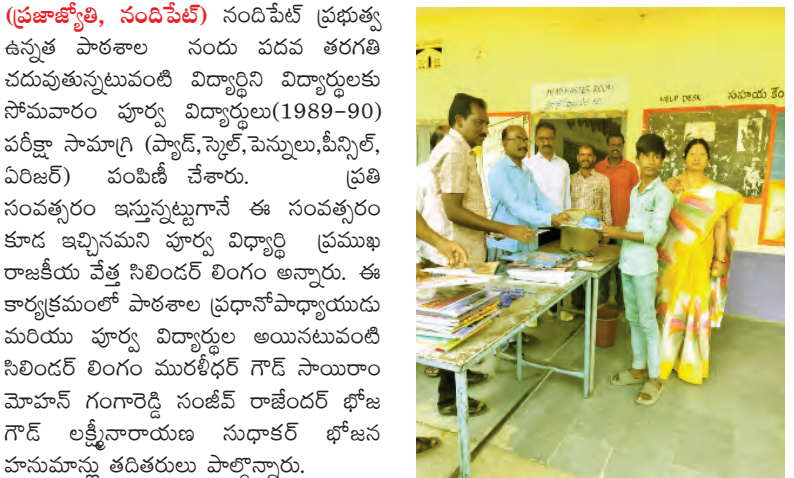 (ప్రజాజ్యోతి, నందిపేట్) నందిపేట్ ప్రభుత్వ
ఉన్నత పాఠశాల నందు పదవ తరగతి
చదువుతున్నటువంటి విద్యార్థిని విద్యార్థులకు
సోమవారం పూర్వ విద్యార్థులు(1989-90)
పరీక్షా సామాగ్రి (ప్యాడ్,స్కెల్,పెన్నులు,పీన్సిల్,
ఏరిజర్) పంపిణీ చేశారు. ప్రతి
సంవత్సరం ఇస్తున్నట్టుగానే ఈ సంవత్సరం
కూడ ఇచ్చినమని పూర్వ విధ్యార్థి ప్రముఖ
రాజకీయ వేత్త సిలిండర్ లింగం అన్నారు. ఈ
కార్యక్రమంలో పాఠశాల ప్రధానోపాధ్యాయుడు
మరియు పూర్వ విద్యార్థుల అయినటువంటి
సిలిండర్ లింగం మురళీధర్ గౌడ్ సాయిరాం
మోహన్ గంగారెడ్డి సంజీవ్ రాజేందర్ భోజ
గౌడ్ లక్ష్మీనారాయణ సుధాకర్ భోజన
హనుమాన్లు తదితరులు పాల్గొన్నారు.
HEADMASTER ROOM
HELP DESK సహాయ కేం